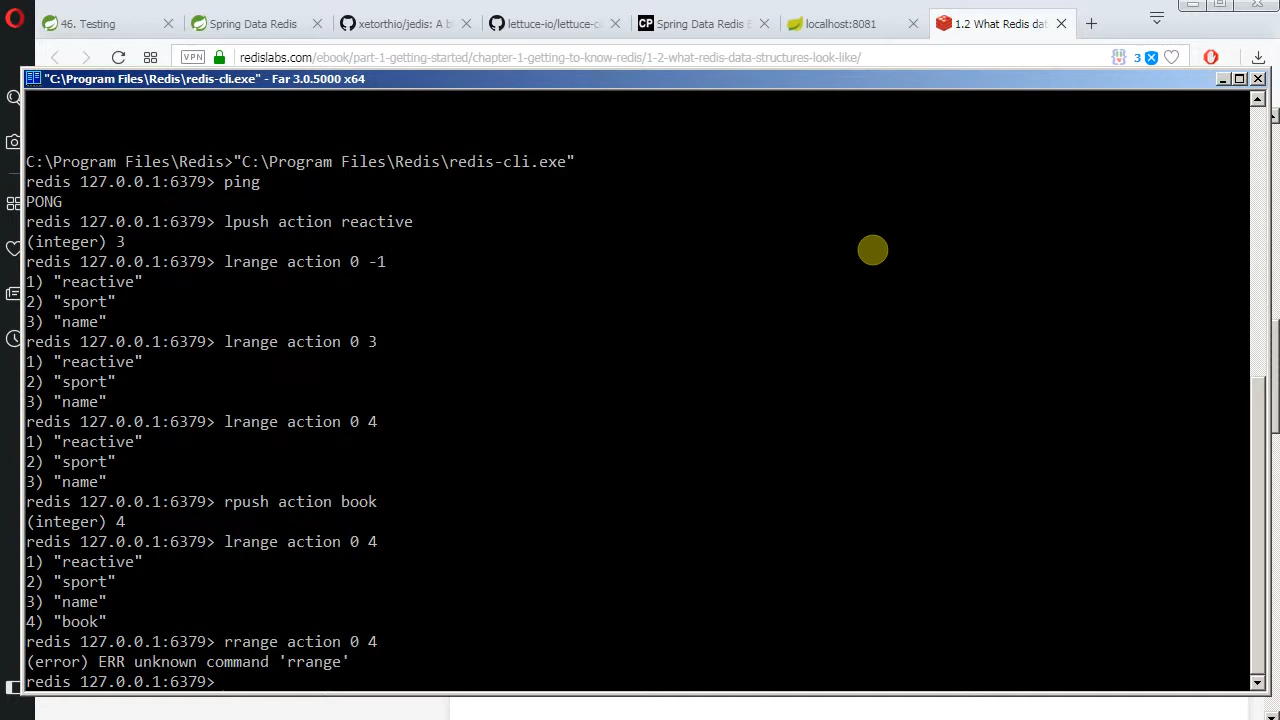 46. Testing
Spring Data Redis
xetorthio/jedis: A b
lettuce-io/lettuce-c
CP Spring Data Redis E
localhost:8081
1.2 What Redis da
VPN redislabs.com/ebook/part-1-getting-started/chapter-1-getting-to-know-redis/1-2-what-redis-data-structures-look-like/ 3
"C:\Program Files\Redis\redis-cli.exe" - Far 3.0.5000 x64
C:\Program Files\Redis>"C:\Program Files\Redis\redis-cli.exe"
redis 127.0.0.1:6379> ping
PONG
redis 127.0.0.1:6379> lpush action reactive
(integer) 3
redis 127.0.0.1:6379> lrange action 0 -1
1) "reactive"
2) "sport"
3) "name"
redis 127.0.0.1:6379> lrange action 0 3
1) "reactive"
2) "sport"
3) "name"
redis 127.0.0.1:6379> lrange action 0 4
1) "reactive"
2) "sport"
3) "name"
redis 127.0.0.1:6379> rpush action book
(integer) 4
redis 127.0.0.1:6379> lrange action 0 4
1) "reactive"
2) "sport"
3) "name"
4) "book"
redis 127.0.0.1:6379> rrange action 0 4
(error) ERR unknown command 'rrange'
redis 127.0.0.1:6379>